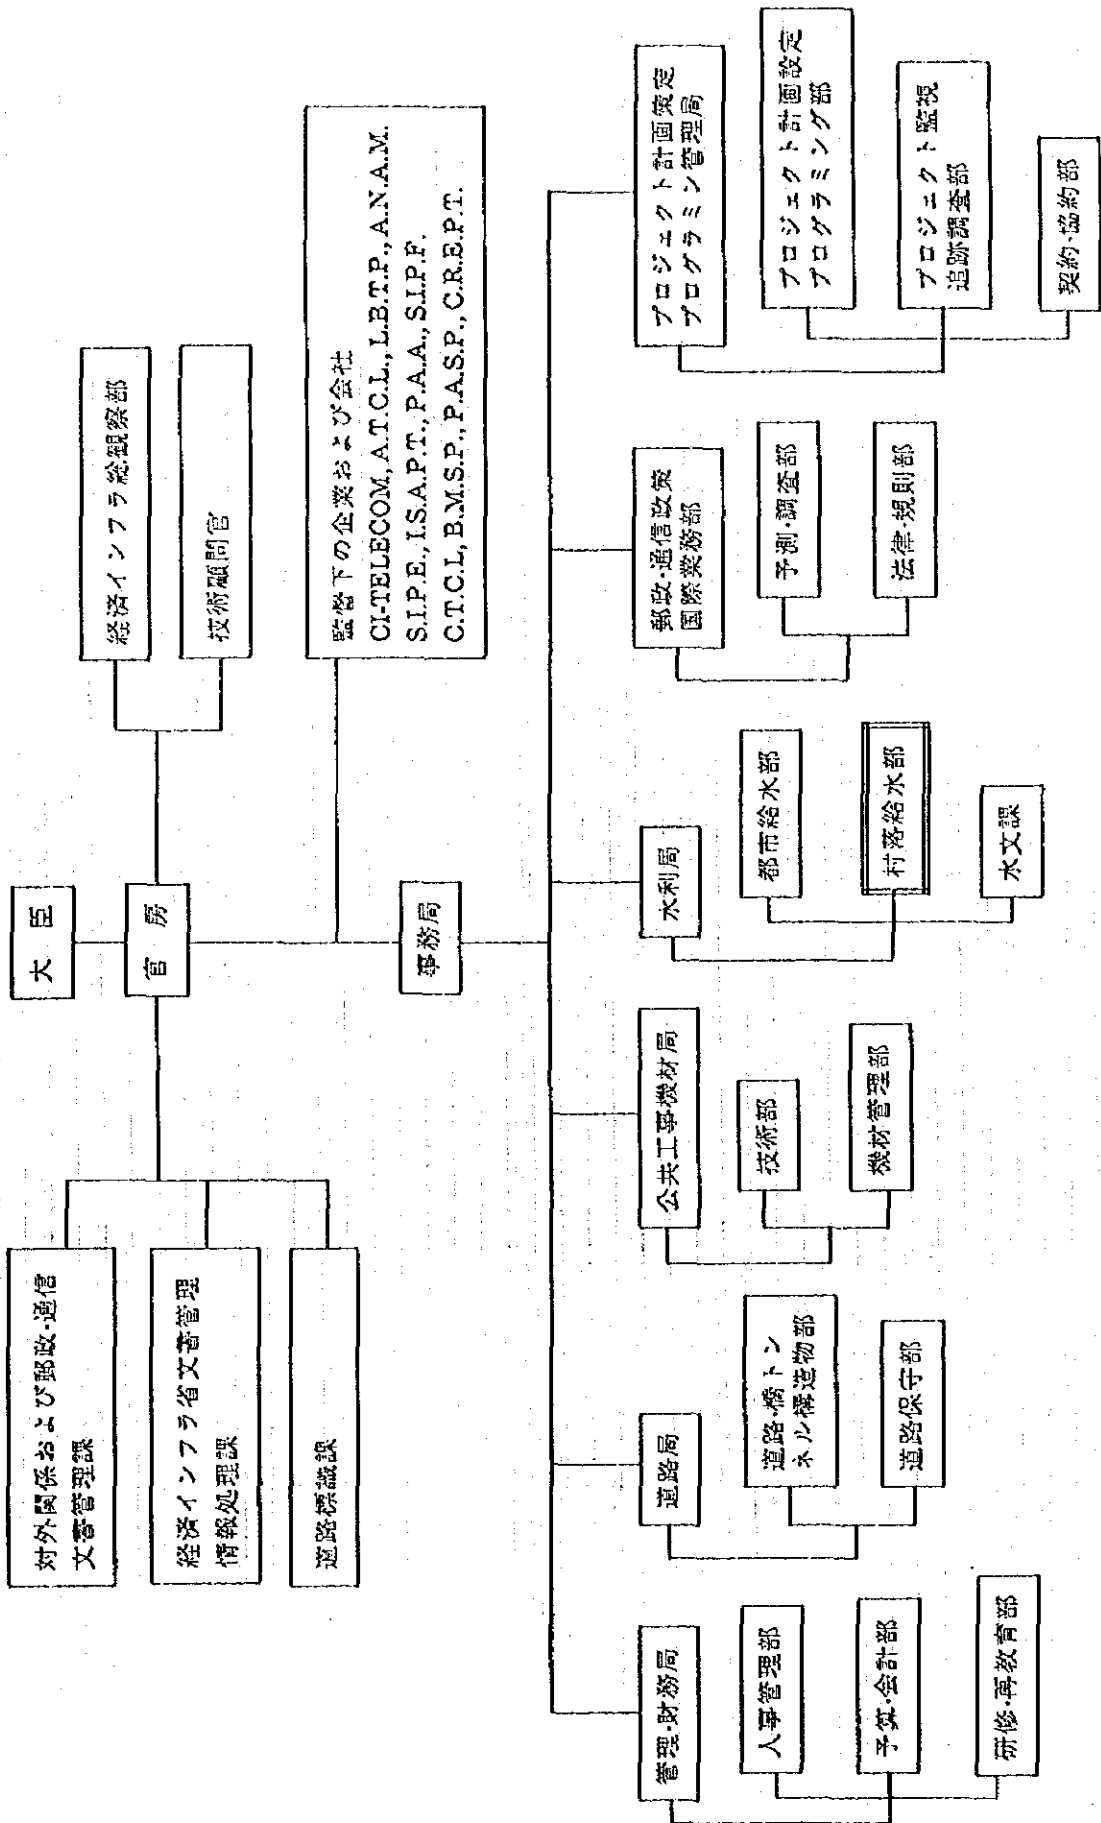 大臣
官房
対外関係および郵政・通信
文書管理課
経済インフラ省文書管理
情報処理課
道路標識課
経済インフラ総観察部
技術顧問官
監督下の企業および会社
CI-TELECOM, A.T.C.L., L.B.T.P., A.N.A.M.
S.I.P.E., I.S.A.P.T., P.A.A., S.I.P.F.
C.T.C.L, B.M.S.P., P.A.S.P., C.R.E.P.T.
事務局
管理・財務局
人事管理部
予算・会計部
研修・再教育部
道路局
道路・橋トン
ネル構造物部
道路保守部
公共工事機材局
技術部
機材管理部
水利局
都市給水部
村落給水部
水文課
郵政・通信政策
国際業務部
予測・調査部
法律・規則部
プロジェクト計画策定
プログラミン管理局
プロジェクト計画設定
プログラミング部
プロジェクト監視
追跡調査部
契約・協約部